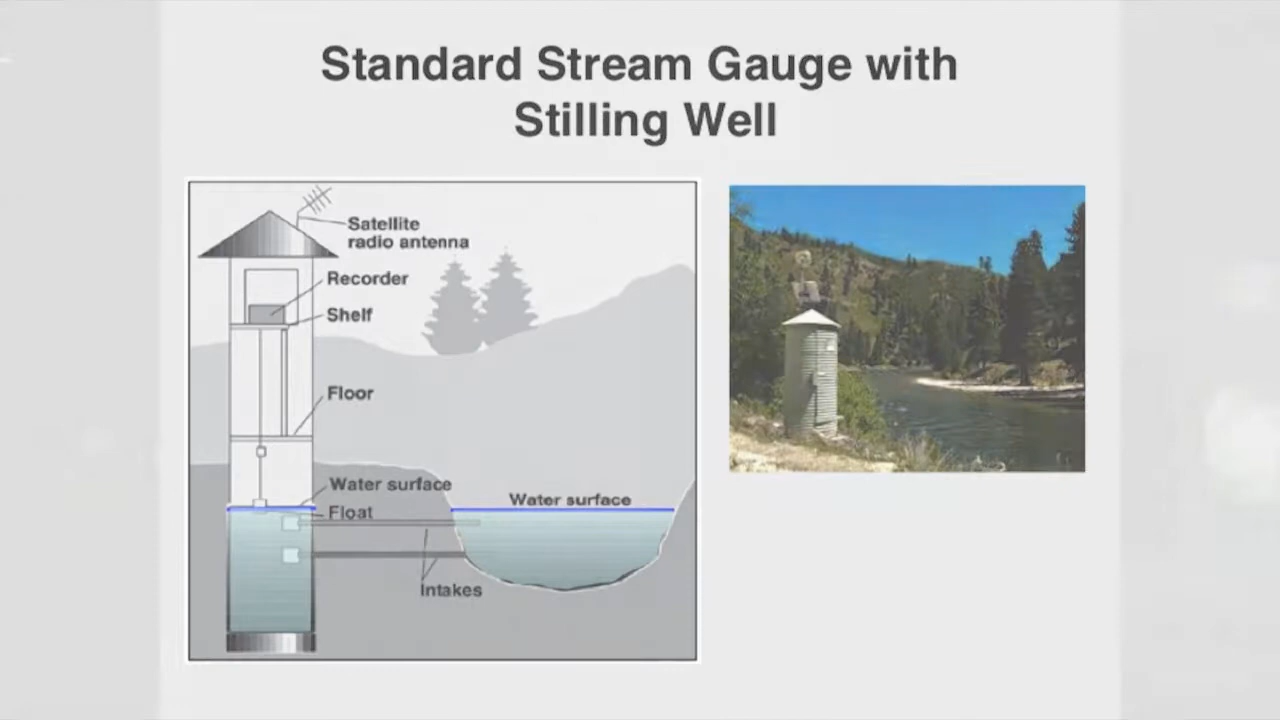 Standard Stream Gauge with
Stilling Well
Satellite
radio antenna
Recorder
Shelf
Floor
Water surface
Float
Water surface
Intakes